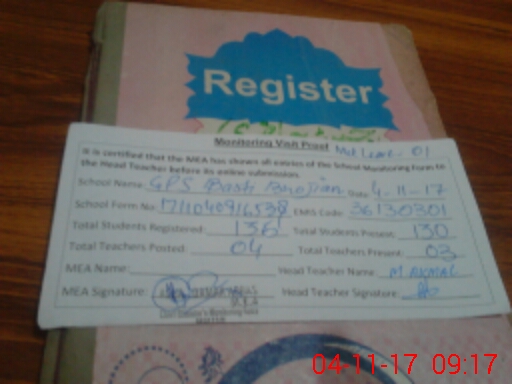 Register
Monitoring Visit Proof
It is certified that the MEA has shown all entries of the School Monitoring Form to
the Head Teacher before its online submission.
School Name: GPS Basti Bhojian Date 4-11-17
School Form No EMIS Code: 36130301
Total Students Registered: 136 Total Students Present: 130
Total Teachers Posted: 04 Total Teachers Present: 03
MEA Name: Head Teacher Name M AKMAL
MEA Signature: Head Teacher Signature
04-11-17 09:17